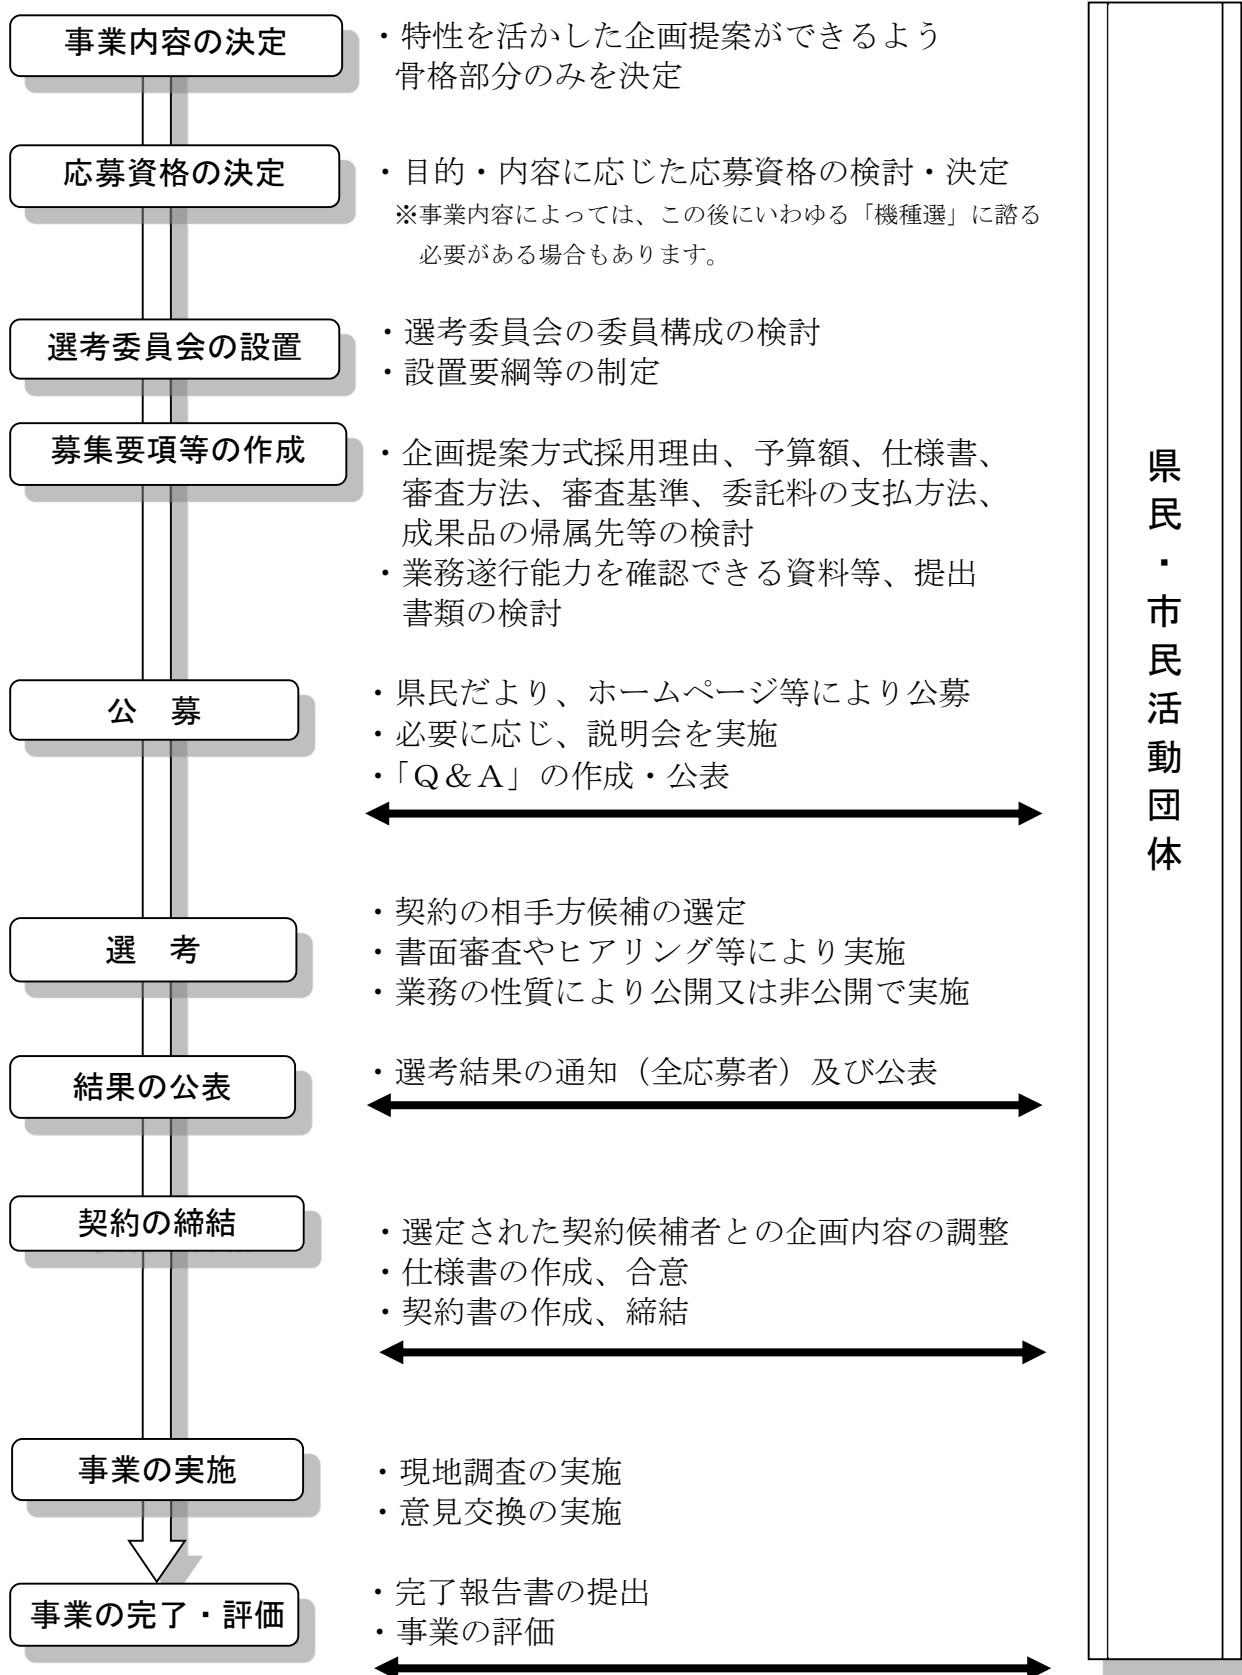 事業内容の決定
・特性を活かした企画提案ができるよう
骨格部分のみを決定
応募資格の決定
・目的・内容に応じた応募資格の検討・決定
※事業内容によっては、この後にいわゆる「機種選」に諮る
必要がある場合もあります。
選考委員会の設置
・選考委員会の委員構成の検討
・設置要綱等の制定
募集要項等の作成
・企画提案方式採用理由、予算額、仕様書、
審査方法、審査基準、委託料の支払方法、
成果品の帰属先等の検討
・業務遂行能力を確認できる資料等、提出
書類の検討
公　募
・県民だより、ホームページ等により公募
・必要に応じ、説明会を実施
・「Ｑ＆Ａ」の作成・公表
選　考
・契約の相手方候補の選定
・書面審査やヒアリング等により実施
・業務の性質により公開又は非公開で実施
結果の公表
・選考結果の通知（全応募者）及び公表
契約の締結
・選定された契約候補者との企画内容の調整
・仕様書の作成、合意
・契約書の作成、締結
事業の実施
・現地調査の実施
・意見交換の実施
事業の完了・評価
・完了報告書の提出
・事業の評価
県民・市民活動団体